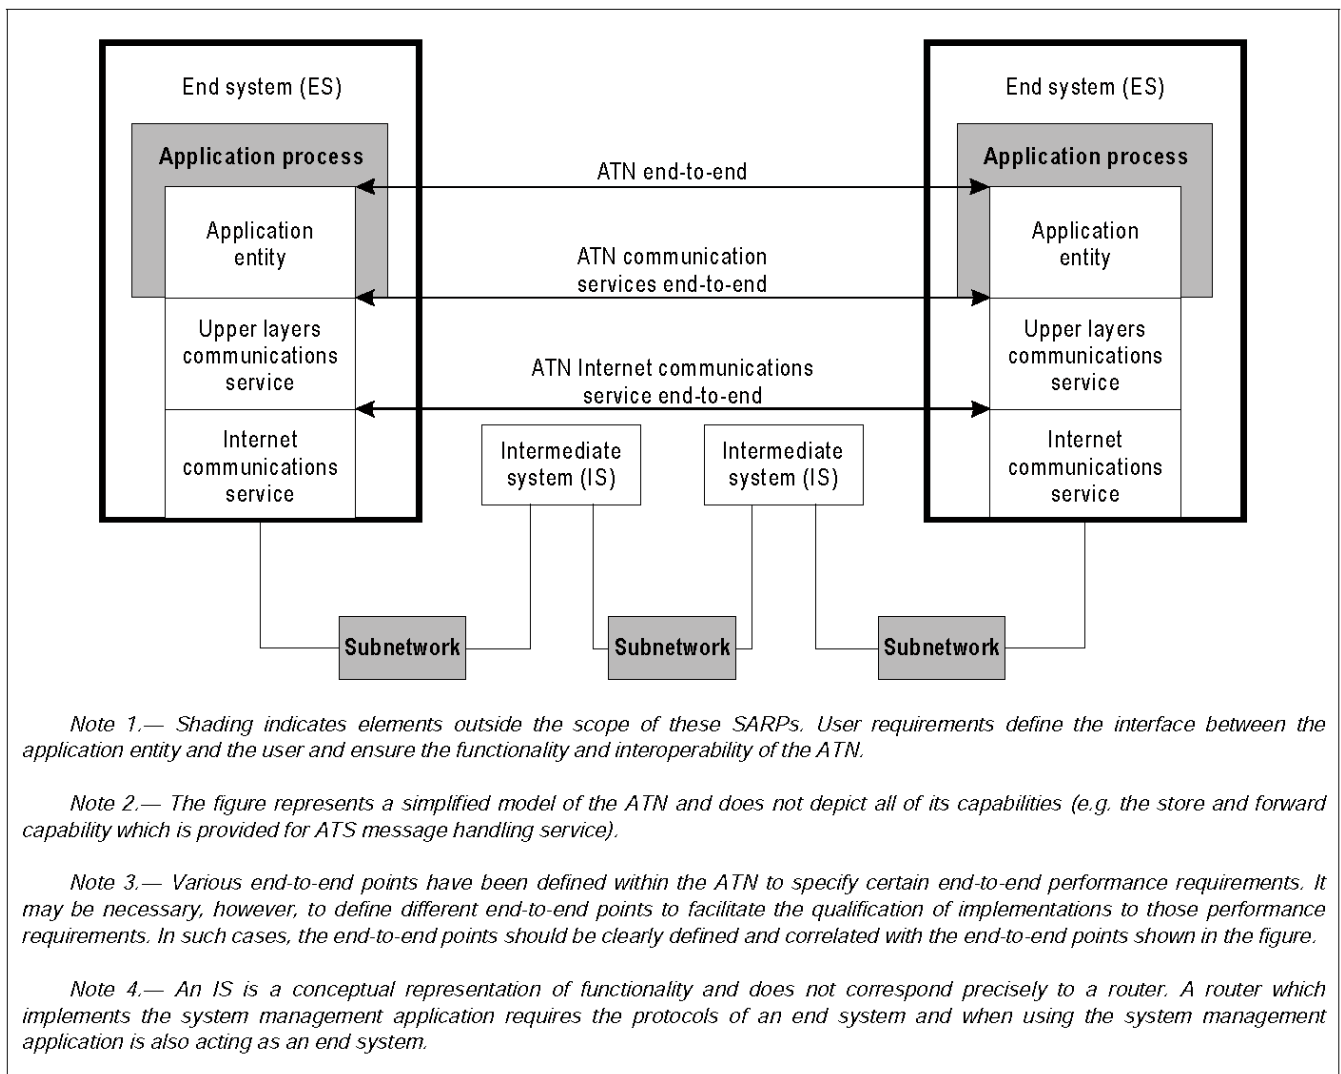 End system (ES)
End system (ES)
Application process
Application process
ATN end-to-end
Application
entity
Application
entity
ATN communication
services end-to-end
Upper layers
communications
service
Upper layers
communications
service
ATN Internet communications
service end-to-end
Internet
communications
service
Intermediate
system (IS)
Intermediate
system (IS)
Internet
communications
service
Subnetwork
Subnetwork
Subnetwork
Note 1.— Shading indicates elements outside the scope of these SARPs. User requirements define the interface between the
application entity and the user and ensure the functionality and interoperability of the ATN.
Note 2.— The figure represents a simplified model of the ATN and does not depict all of its capabilities (e.g. the store and forward
capability which is provided for ATS message handling service).
Note 3.— Various end-to-end points have been defined within the ATN to specify certain end-to-end performance requirements. It
may be necessary, however, to define different end-to-end points to facilitate the qualification of implementations to those performance
requirements. In such cases, the end-to-end points should be clearly defined and correlated with the end-to-end points shown in the figure.
Note 4.— An IS is a conceptual representation of functionality and does not correspond precisely to a router. A router which
implements the system management application requires the protocols of an end system and when using the system management
application is also acting as an end system.